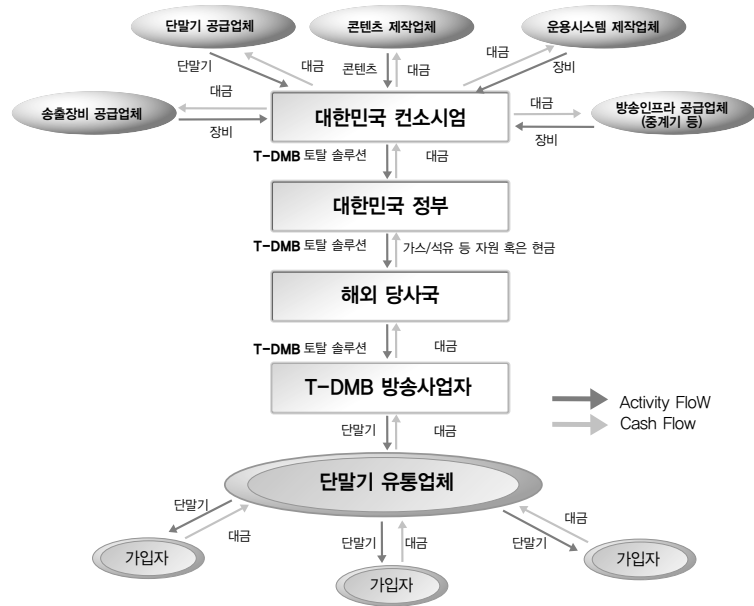 단말기 공급업체
콘텐츠 제작업체
운용시스템 제작업체
단말기
대금
콘텐츠
대금
대금
장비
송출장비 공급업체
대금
장비
대한민국 컨소시엄
대금
장비
방송인프라 공급업체
(중계기 등)
T-DMB 토탈 솔루션
대금
대한민국 정부
T-DMB 토탈 솔루션
가스/석유 등 자원 혹은 현금
해외 당사국
T-DMB 토탈 솔루션
대금
T-DMB 방송사업자
Activity FloW
Cash Flow
단말기
대금
단말기 유통업체
단말기
대금
단말기
대금
대금
단말기
가입자
가입자
가입자